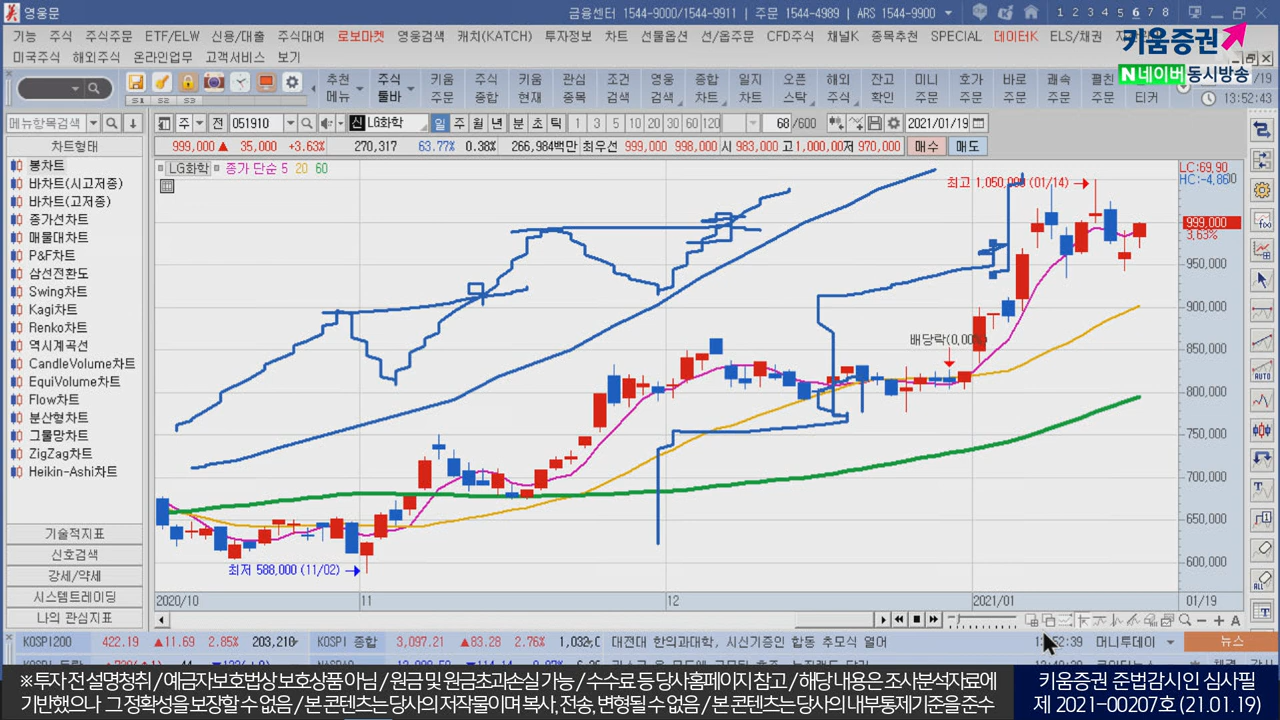 영웅문
금융센터 1544-9000/1544-9911 | 주문 1544-4989 | ARS 1544-9900
1 2 3 4 5 6 7 8
기능 주식 주식주문 ETF/ELW 신용/대출 주식대여 로보마켓 영웅검색 캐치(KATCH) 투자정보 차트 선물옵션 선/옵주문 CFD주식 채널K 종목추천 SPECIAL 데이터K ELS/채권
키움증권
미국주식 해외주식 온라인업무 고객서비스 보기
N네이버 동시방송
추천메뉴 주식툴바 키움주문 주식종합 키움현재 관심종목 조건검색 영웅검색 종합차트 일지차트 오픈스탁 해외주식 잔고확인 미니주문 호가주문 바로주문 쾌속주문 클친주문 티커
S1 S2 S3
13:52:43
메뉴항목검색
주 전 051910 신 LG화학 일 주 월 년 분 초 틱 1 3 5 10 20 30 60 120 68 /600 2021/01/19
차트형태
999,000 ▲ 35,000 +3.63% 270,317 63.77% 0.38% 266,984백만 최우선 999,000 998,000 시 983,000 고 1,000,00 저 970,000 매수 매도
봉차트
바차트(시고저종)
바차트(고저종)
종가선차트
매물대차트
P&F차트
삼선전환도
Swing차트
Kagi차트
Renko차트
역시계곡선
CandleVolume차트
EquiVolume차트
Flow차트
분산형차트
그물망차트
ZigZag차트
Heikin-Ashi차트
기술적지표
신호검색
강세/약세
시스템트레이딩
나의 관심지표
LG화학 종가 단순 5 20 60
LC:69.90
HC:-4.86
999,000
3.63%
950,000
900,000
850,000
800,000
750,000
700,000
650,000
600,000
최저 588,000 (11/02)
2020/10 11 12 2021/01 01/19
KOSPI200 422.19 ▲11.69 2.85% 203,210 KOSPI 종합 3,097.21 ▲83.28 2.76% 대전대 한의과대학, 시신기증인 합동 추모식 열어 머니투데이 뉴스
※ 투자 전 설명청취 / 예금자보호법상 보호상품 아님 / 원금 및 원금초과손실 가능 / 수수료 등 당사홈페이지 참고 / 해당 내용은 조사분석자료에
기반했으나 그 정확성을 보장할 수 없음 / 본 콘텐츠는 당사의 저작물이며 복사, 전송, 변형될 수 없음 / 본 콘텐츠는 당사의 내부통제기준을 준수
키움증권 준법감시인 심사필
제 2021-00207호 (21.01.19)